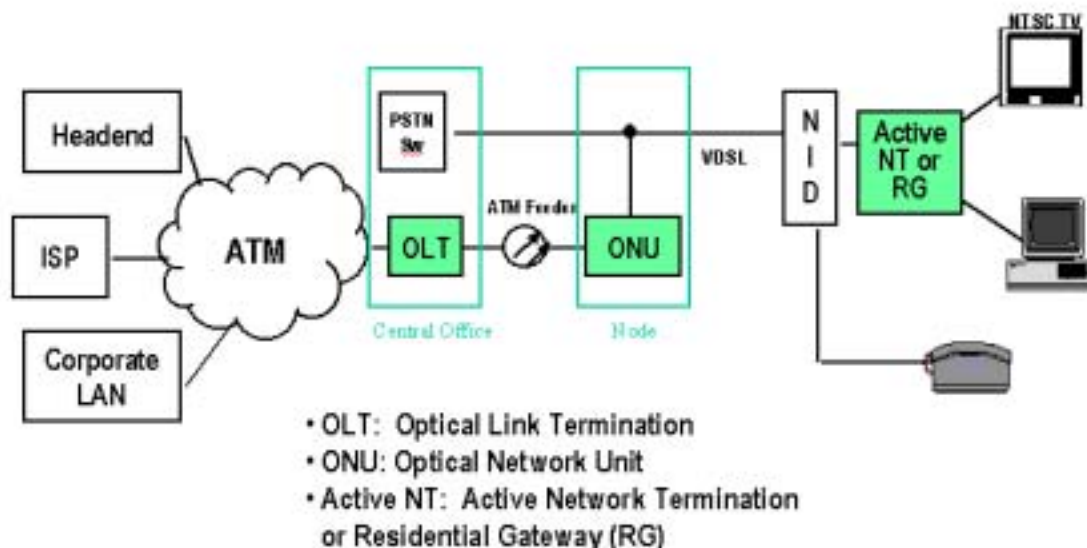 NTSC TV
Headend
ISP
Corporate
LAN
ATM
PSTN
Sw
OLT
ATM Feeder
ONU
Central Office
Node
VDSL
N
I
D
Active
NT or
RG
• OLT: Optical Link Termination
• ONU: Optical Network Unit
• Active NT: Active Network Termination
or Residential Gateway (RG)